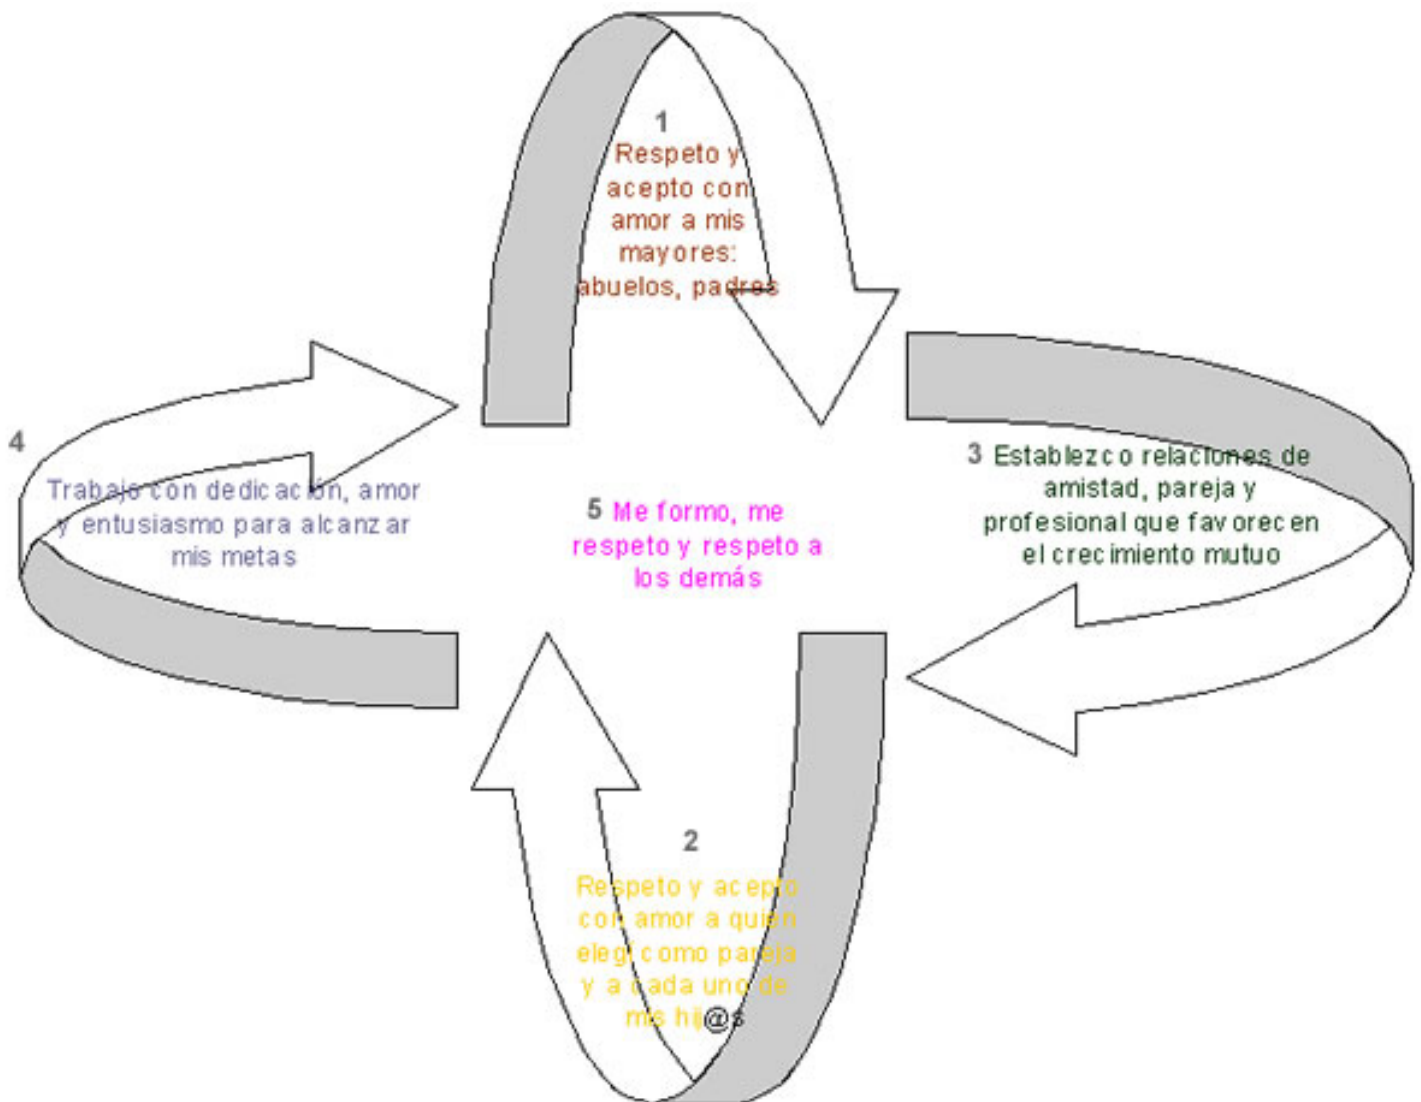 1
Respeto y
acepto con
amor a mis
mayores:
abuelos, padres
4
Trabajo con dedicación, amor
y entusiasmo para alcanzar
mis metas
5 Me formo, me
respeto y respeto a
los demás
3 Establezco relaciones de
amistad, pareja y
profesional que favorecen
el crecimiento mutuo
2
Respeto y acepto
con amor a quien
elegí como pareja
y a cada uno de
mis hij@s